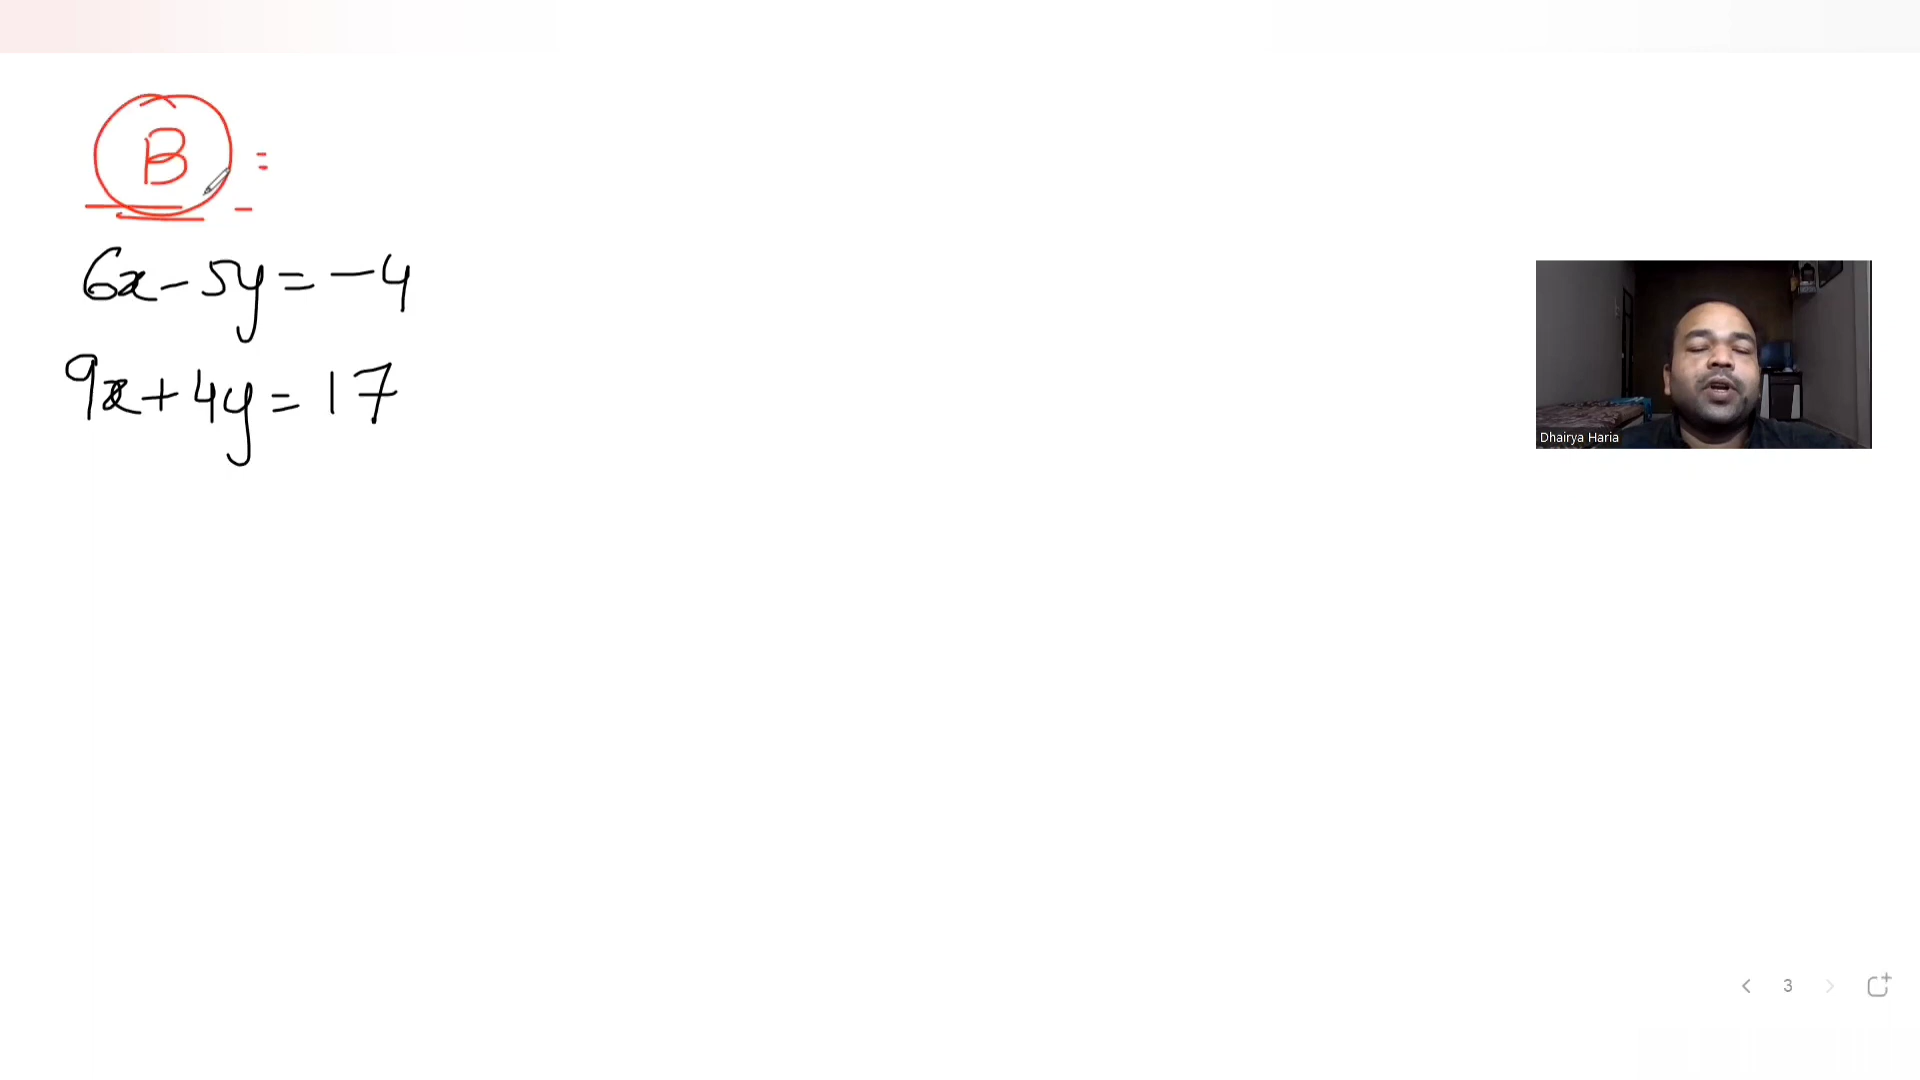 B =
6x - 5y = -4
9x + 4y = 17
Dhairya Haria
3